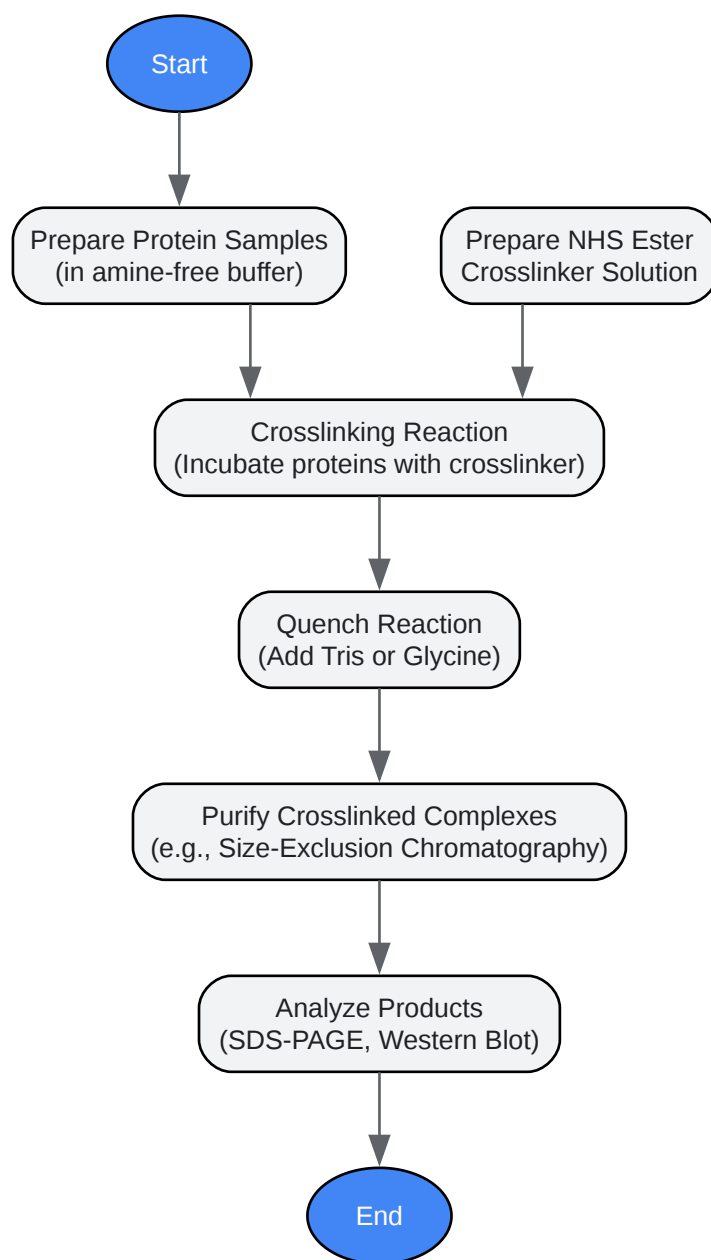 Start
Prepare Protein Samples
(in amine-free buffer)
Prepare NHS Ester
Crosslinker Solution
Crosslinking Reaction
(Incubate proteins with crosslinker)
Quench Reaction
(Add Tris or Glycine)
Purify Crosslinked Complexes
(e.g., Size-Exclusion Chromatography)
Analyze Products
(SDS-PAGE, Western Blot)
End